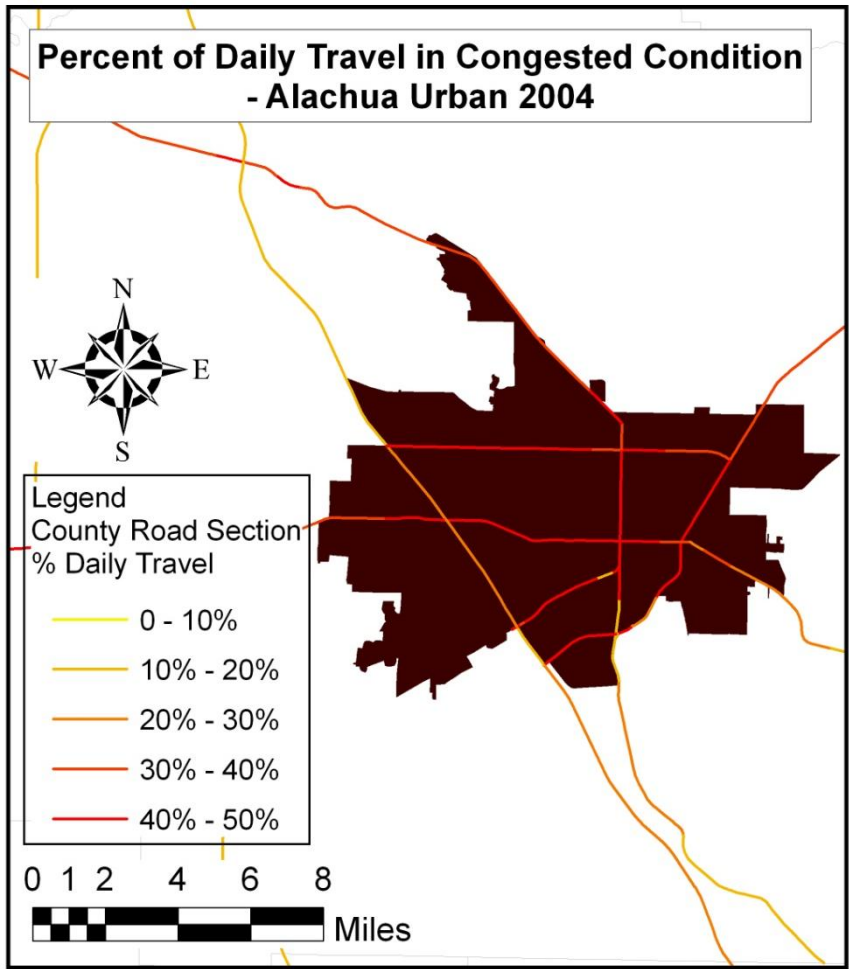 Percent of Daily Travel in Congested Condition
- Alachua Urban 2004
N
W E
S
Legend
County Road Section
% Daily Travel
0 - 10%
10% - 20%
20% - 30%
30% - 40%
40% - 50%
0 1 2 4 6 8
Miles